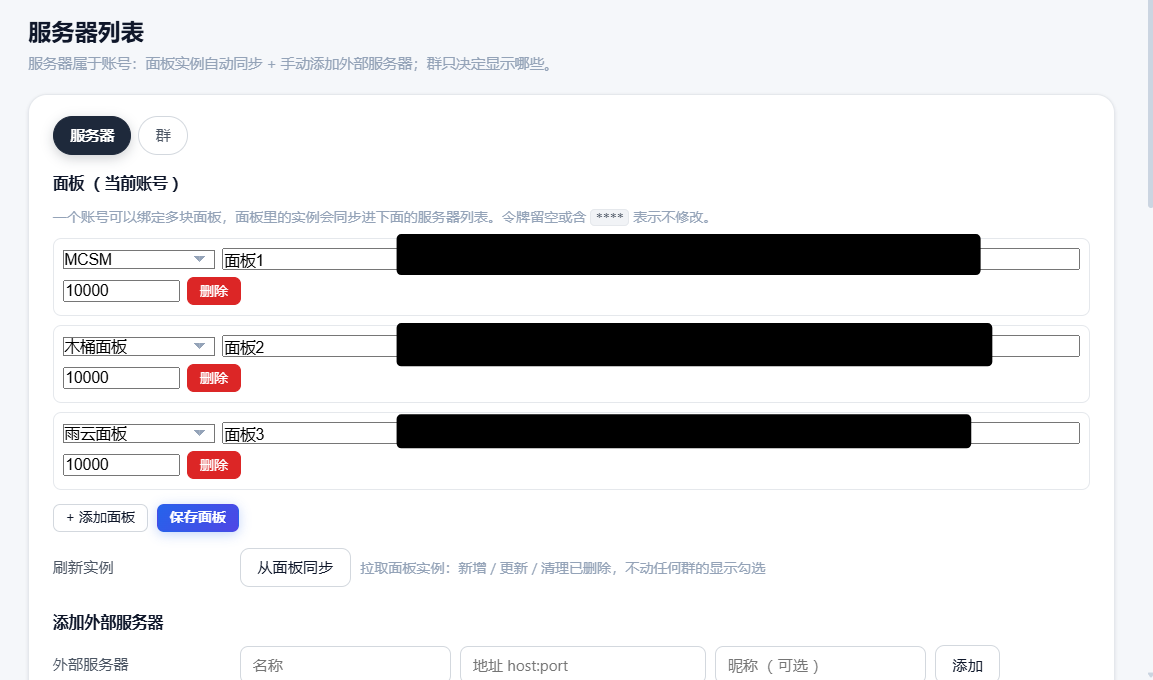 服务器列表
服务器属于账号：面板实例自动同步 + 手动添加外部服务器；群只决定显示哪些。
服务器 群
面板（当前账号）
一个账号可以绑定多块面板，面板里的实例会同步进下面的服务器列表。令牌留空或含 **** 表示不修改。
MCSM 面板1
10000 删除
木桶面板 面板2
10000 删除
雨云面板 面板3
10000 删除
+ 添加面板 保存面板
刷新实例 从面板同步 拉取面板实例：新增 / 更新 / 清理已删除，不动任何群的显示勾选
添加外部服务器
外部服务器 名称 地址 host:port 昵称（可选） 添加